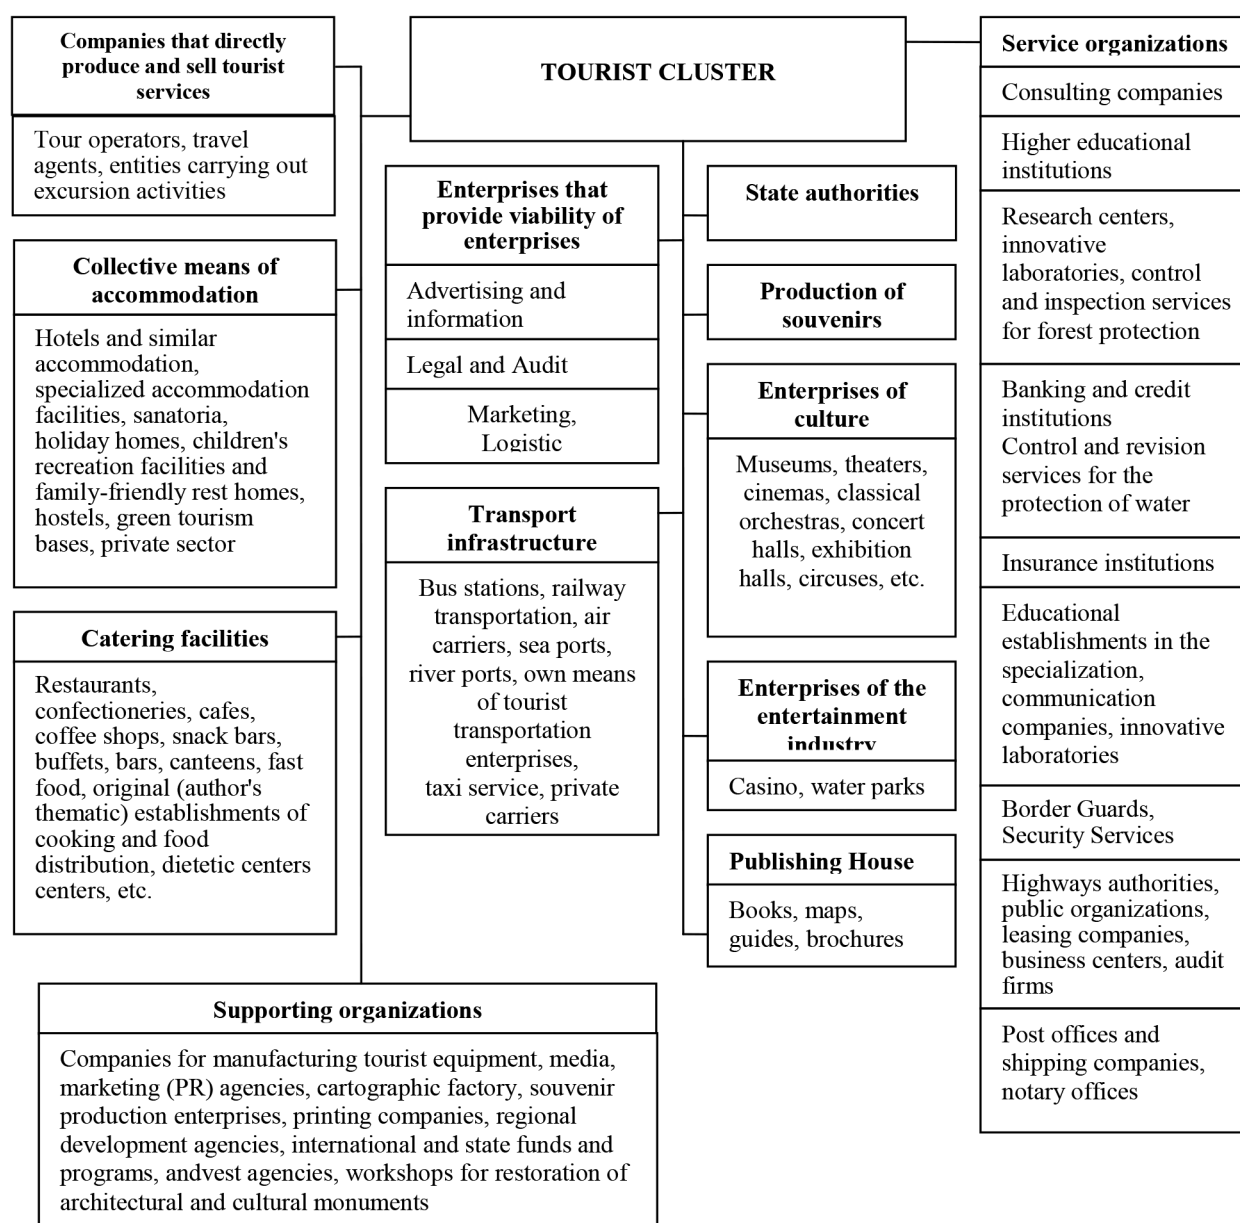 Companies that directly
produce and sell tourist
services
Tour operators, travel
agents, entities carrying out
excursion activities
Collective means of
accommodation
Hotels and similar
accommodation,
specialized accommodation
facilities, sanatoria,
holiday homes, children's
recreation facilities and
family-friendly rest homes,
hostels, green tourism
bases, private sector
Catering facilities
Restaurants,
confectioneries, cafes,
coffee shops, snack bars,
buffets, bars, canteens, fast
food, original (author's
thematic) establishments of
cooking and food
distribution, dietetic centers
centers, etc.
Supporting organizations
Companies for manufacturing tourist equipment, media,
marketing (PR) agencies, cartographic factory, souvenir
production enterprises, printing companies, regional
development agencies, international and state funds and
programs, andvest agencies, workshops for restoration of
architectural and cultural monuments
TOURIST CLUSTER
Enterprises that
provide viability of
enterprises
Advertising and
information
Legal and Audit
Marketing,
Logistic
Transport
infrastructure
Bus stations, railway
transportation, air
carriers, sea ports,
river ports, own means
of tourist
transportation
enterprises,
taxi service, private
carriers
State authorities
Production of
souvenirs
Enterprises of
culture
Museums, theaters,
cinemas, classical
orchestras, concert
halls, exhibition
halls, circuses, etc.
Enterprises of the
entertainment
industry
Casino, water parks
Publishing House
Books, maps,
guides, brochures
Service organizations
Consulting companies
Higher educational
institutions
Research centers,
innovative
laboratories, control
and inspection services
for forest protection
Banking and credit
institutions
Control and revision
services for the
protection of water
Insurance institutions
Educational
establishments in the
specialization,
communication
companies, innovative
laboratories
Border Guards,
Security Services
Highways authorities,
public organizations,
leasing companies,
business centers, audit
firms
Post offices and
shipping companies,
notary offices